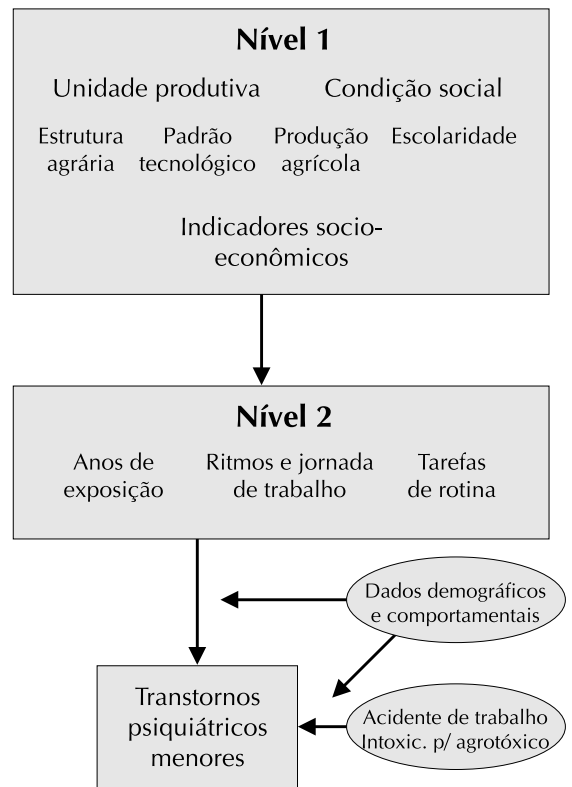 Nível 1
Unidade produtiva
Condição social
Estrutura
agrária
Padrão
tecnológico
Produção
agrícola
Escolaridade
Indicadores socio-
econômicos
Nível 2
Anos de
exposição
Ritmos e jornada
de trabalho
Tarefas
de rotina
Dados demográficos
e comportamentais
Transtornos
psiquiátricos
menores
Acidente de trabalho
Intoxic. p/ agrotóxico